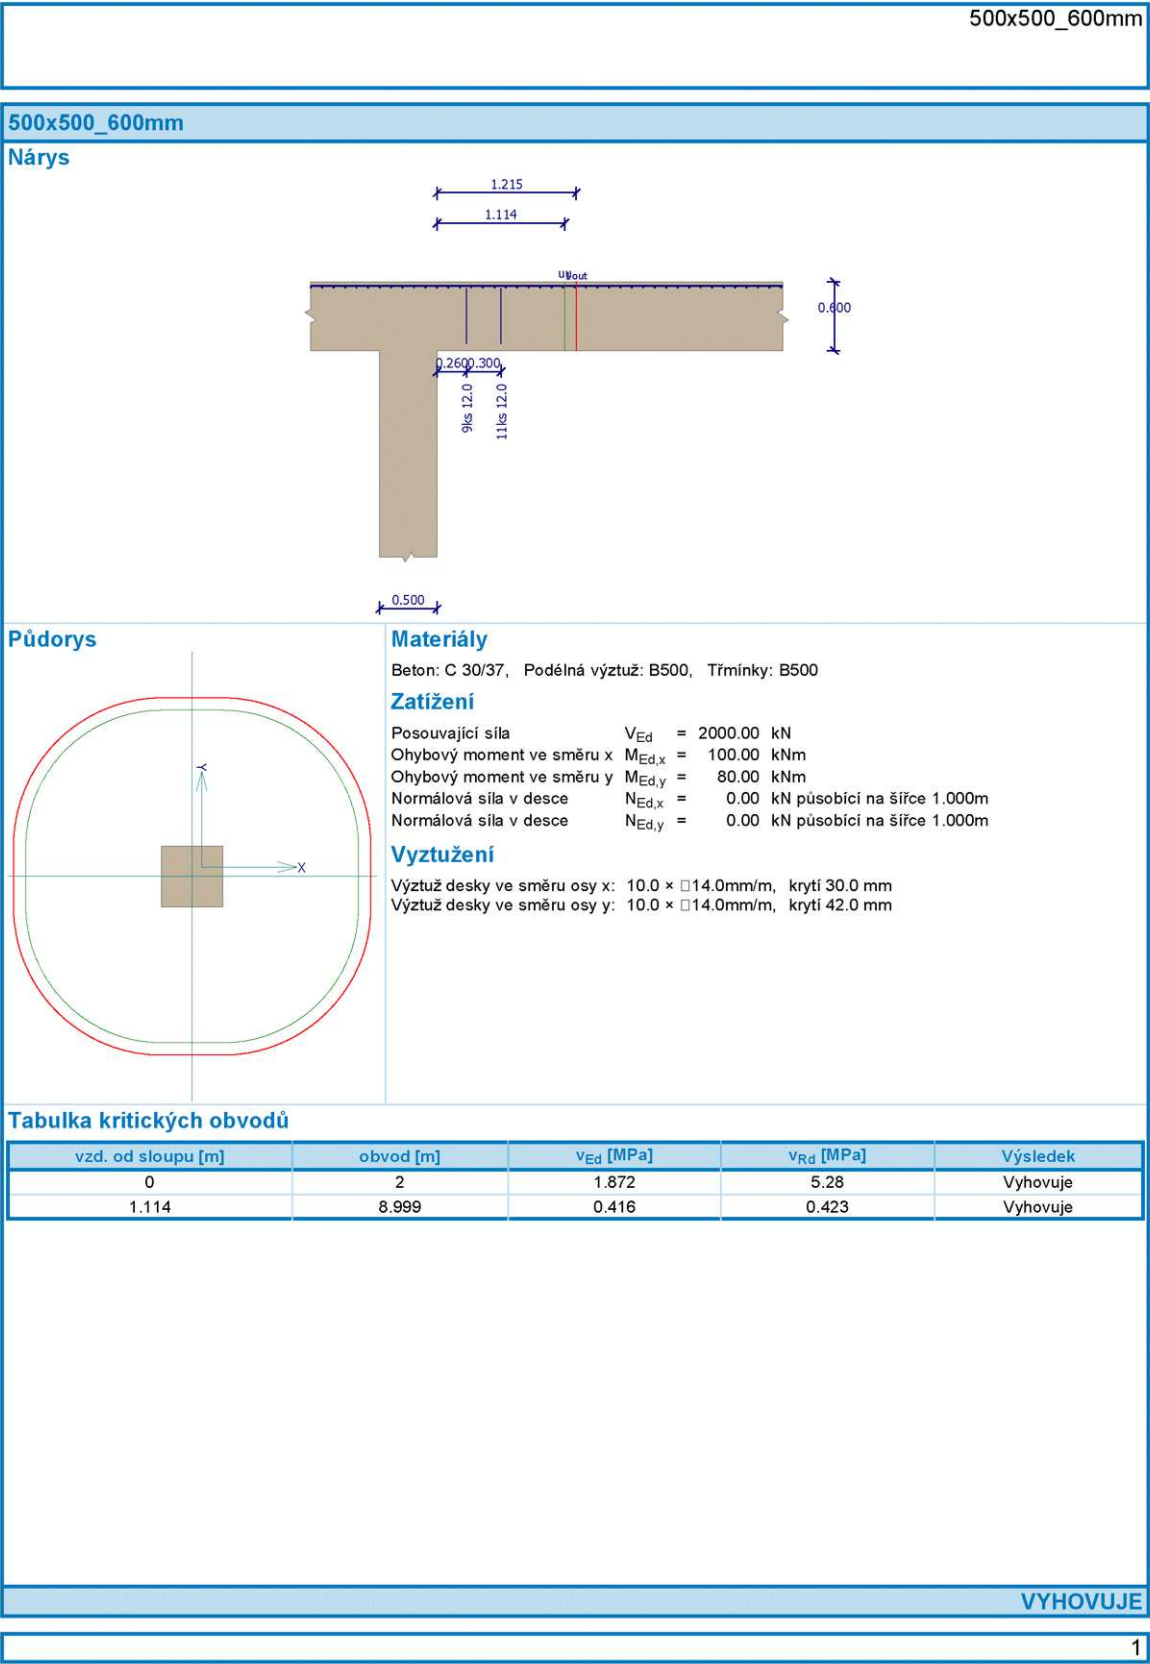 500x500_600mm
500x500_600mm
Nárys
1.215
1.114
0.600
0.260 0.300
9ks 12.0
11ks 12.0
0.500
Půdorys
Y
X
Materiály
Beton: C 30/37, Podélná výztuž: B500, Třmínky: B500
Zatížení
Posouvající síla VEd = 2000.00 kN
Ohybový moment ve směru x MEd,x = 100.00 kNm
Ohybový moment ve směru y MEd,y = 80.00 kNm
Normálová síla v desce NEd,x = 0.00 kN působící na šířce 1.000m
Normálová síla v desce NEd,y = 0.00 kN působící na šířce 1.000m
Vyztužení
Výztuž desky ve směru osy x: 10.0 × □14.0mm/m, krytí 30.0 mm
Výztuž desky ve směru osy y: 10.0 × □14.0mm/m, krytí 42.0 mm
Tabulka kritických obvodů
vzd. od sloupu [m] obvod [m] vEd [MPa] vRd [MPa] Výsledek
0 2 1.872 5.28 Vyhovuje
1.114 8.999 0.416 0.423 Vyhovuje
VYHOVUJE
1